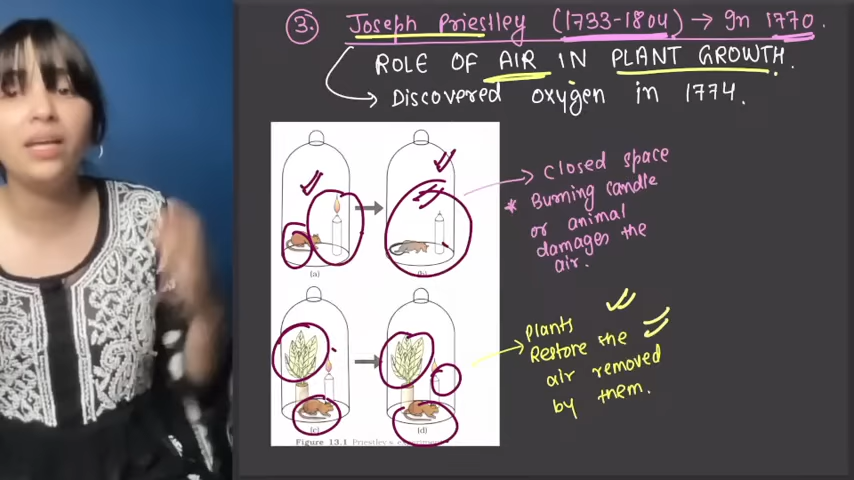 3. Joseph Priestley (1733-1804) → In 1770.
ROLE OF AIR IN PLANT GROWTH.
Discovered oxygen in 1774.
(a)
(b)
→ Closed space
* Burning candle
or animal
damages the
air.
(c)
(d)
Plants
Restore the
air removed
by them.
Figure 13.1 Priestley's